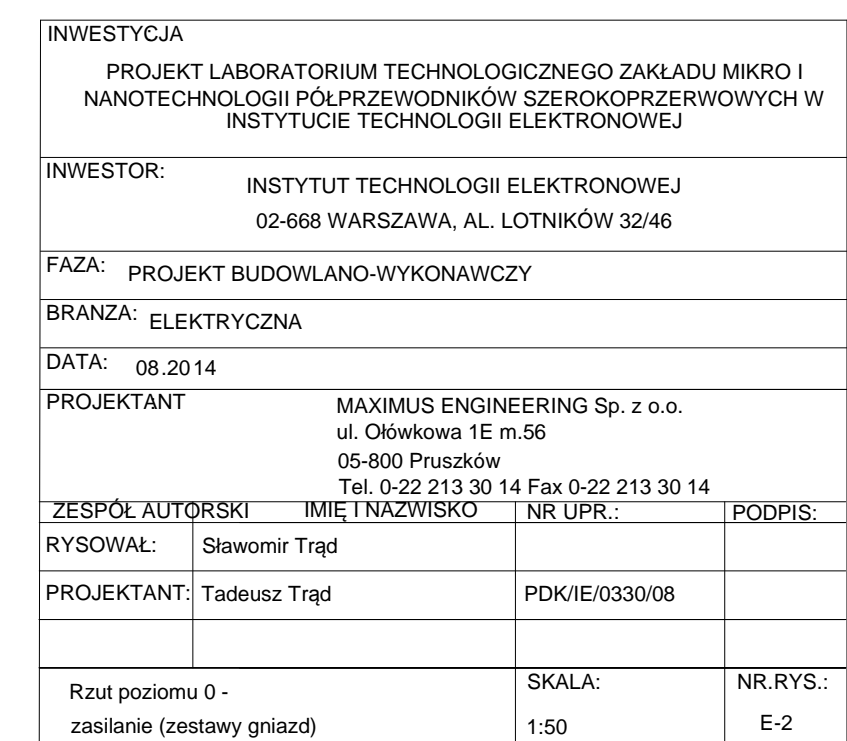 INWESTYCJA
PROJEKT LABORATORIUM TECHNOLOGICZNEGO ZAKŁADU MIKRO I
NANOTECHNOLOGII PÓŁPRZEWODNIKÓW SZEROKOPRZERWOWYCH W
INSTYTUCIE TECHNOLOGII ELEKTRONOWEJ
INWESTOR:
INSTYTUT TECHNOLOGII ELEKTRONOWEJ
02-668 WARSZAWA, AL. LOTNIKÓW 32/46
FAZA: PROJEKT BUDOWLANO-WYKONAWCZY
BRANZA: ELEKTRYCZNA
DATA: 08.2014
PROJEKTANT
MAXIMUS ENGINEERING Sp. z o.o.
ul. Ołówkowa 1E m.56
05-800 Pruszków
Tel. 0-22 213 30 14 Fax 0-22 213 30 14
ZESPÓŁ AUTORSKI IMIĘ I NAZWISKO NR UPR.: PODPIS:
RYSOWAŁ: Sławomir Trąd
PROJEKTANT: Tadeusz Trąd PDK/IE/0330/08
Rzut poziomu 0 -
zasilanie (zestawy gniazd)
SKALA:
1:50
NR.RYS.:
E-2